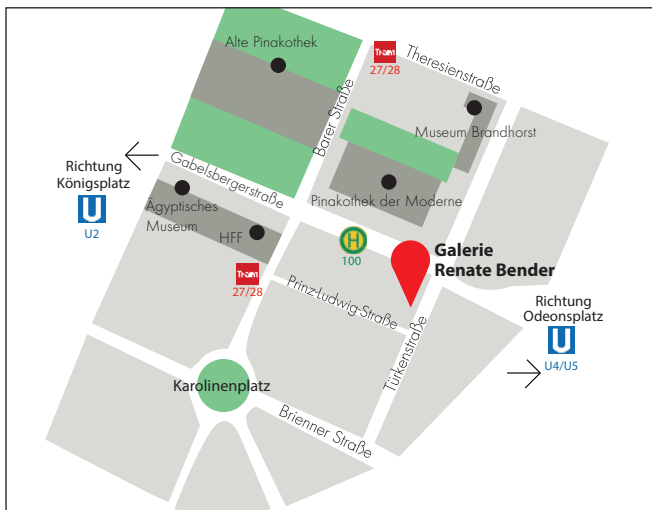 Alte Pinakothek
Tram
27/28
Theresienstraße
Barer Straße
Museum Brandhorst
Richtung
Königsplatz
U
U2
Gabelsbergerstraße
Ägyptisches
Museum
HFF
Pinakothek der Moderne
H
100
Galerie
Renate Bender
Tram
27/28
Prinz-Ludwig-Straße
Türkenstraße
Richtung
Odeonsplatz
U
U4/U5
Karolinenplatz
Brienner Straße